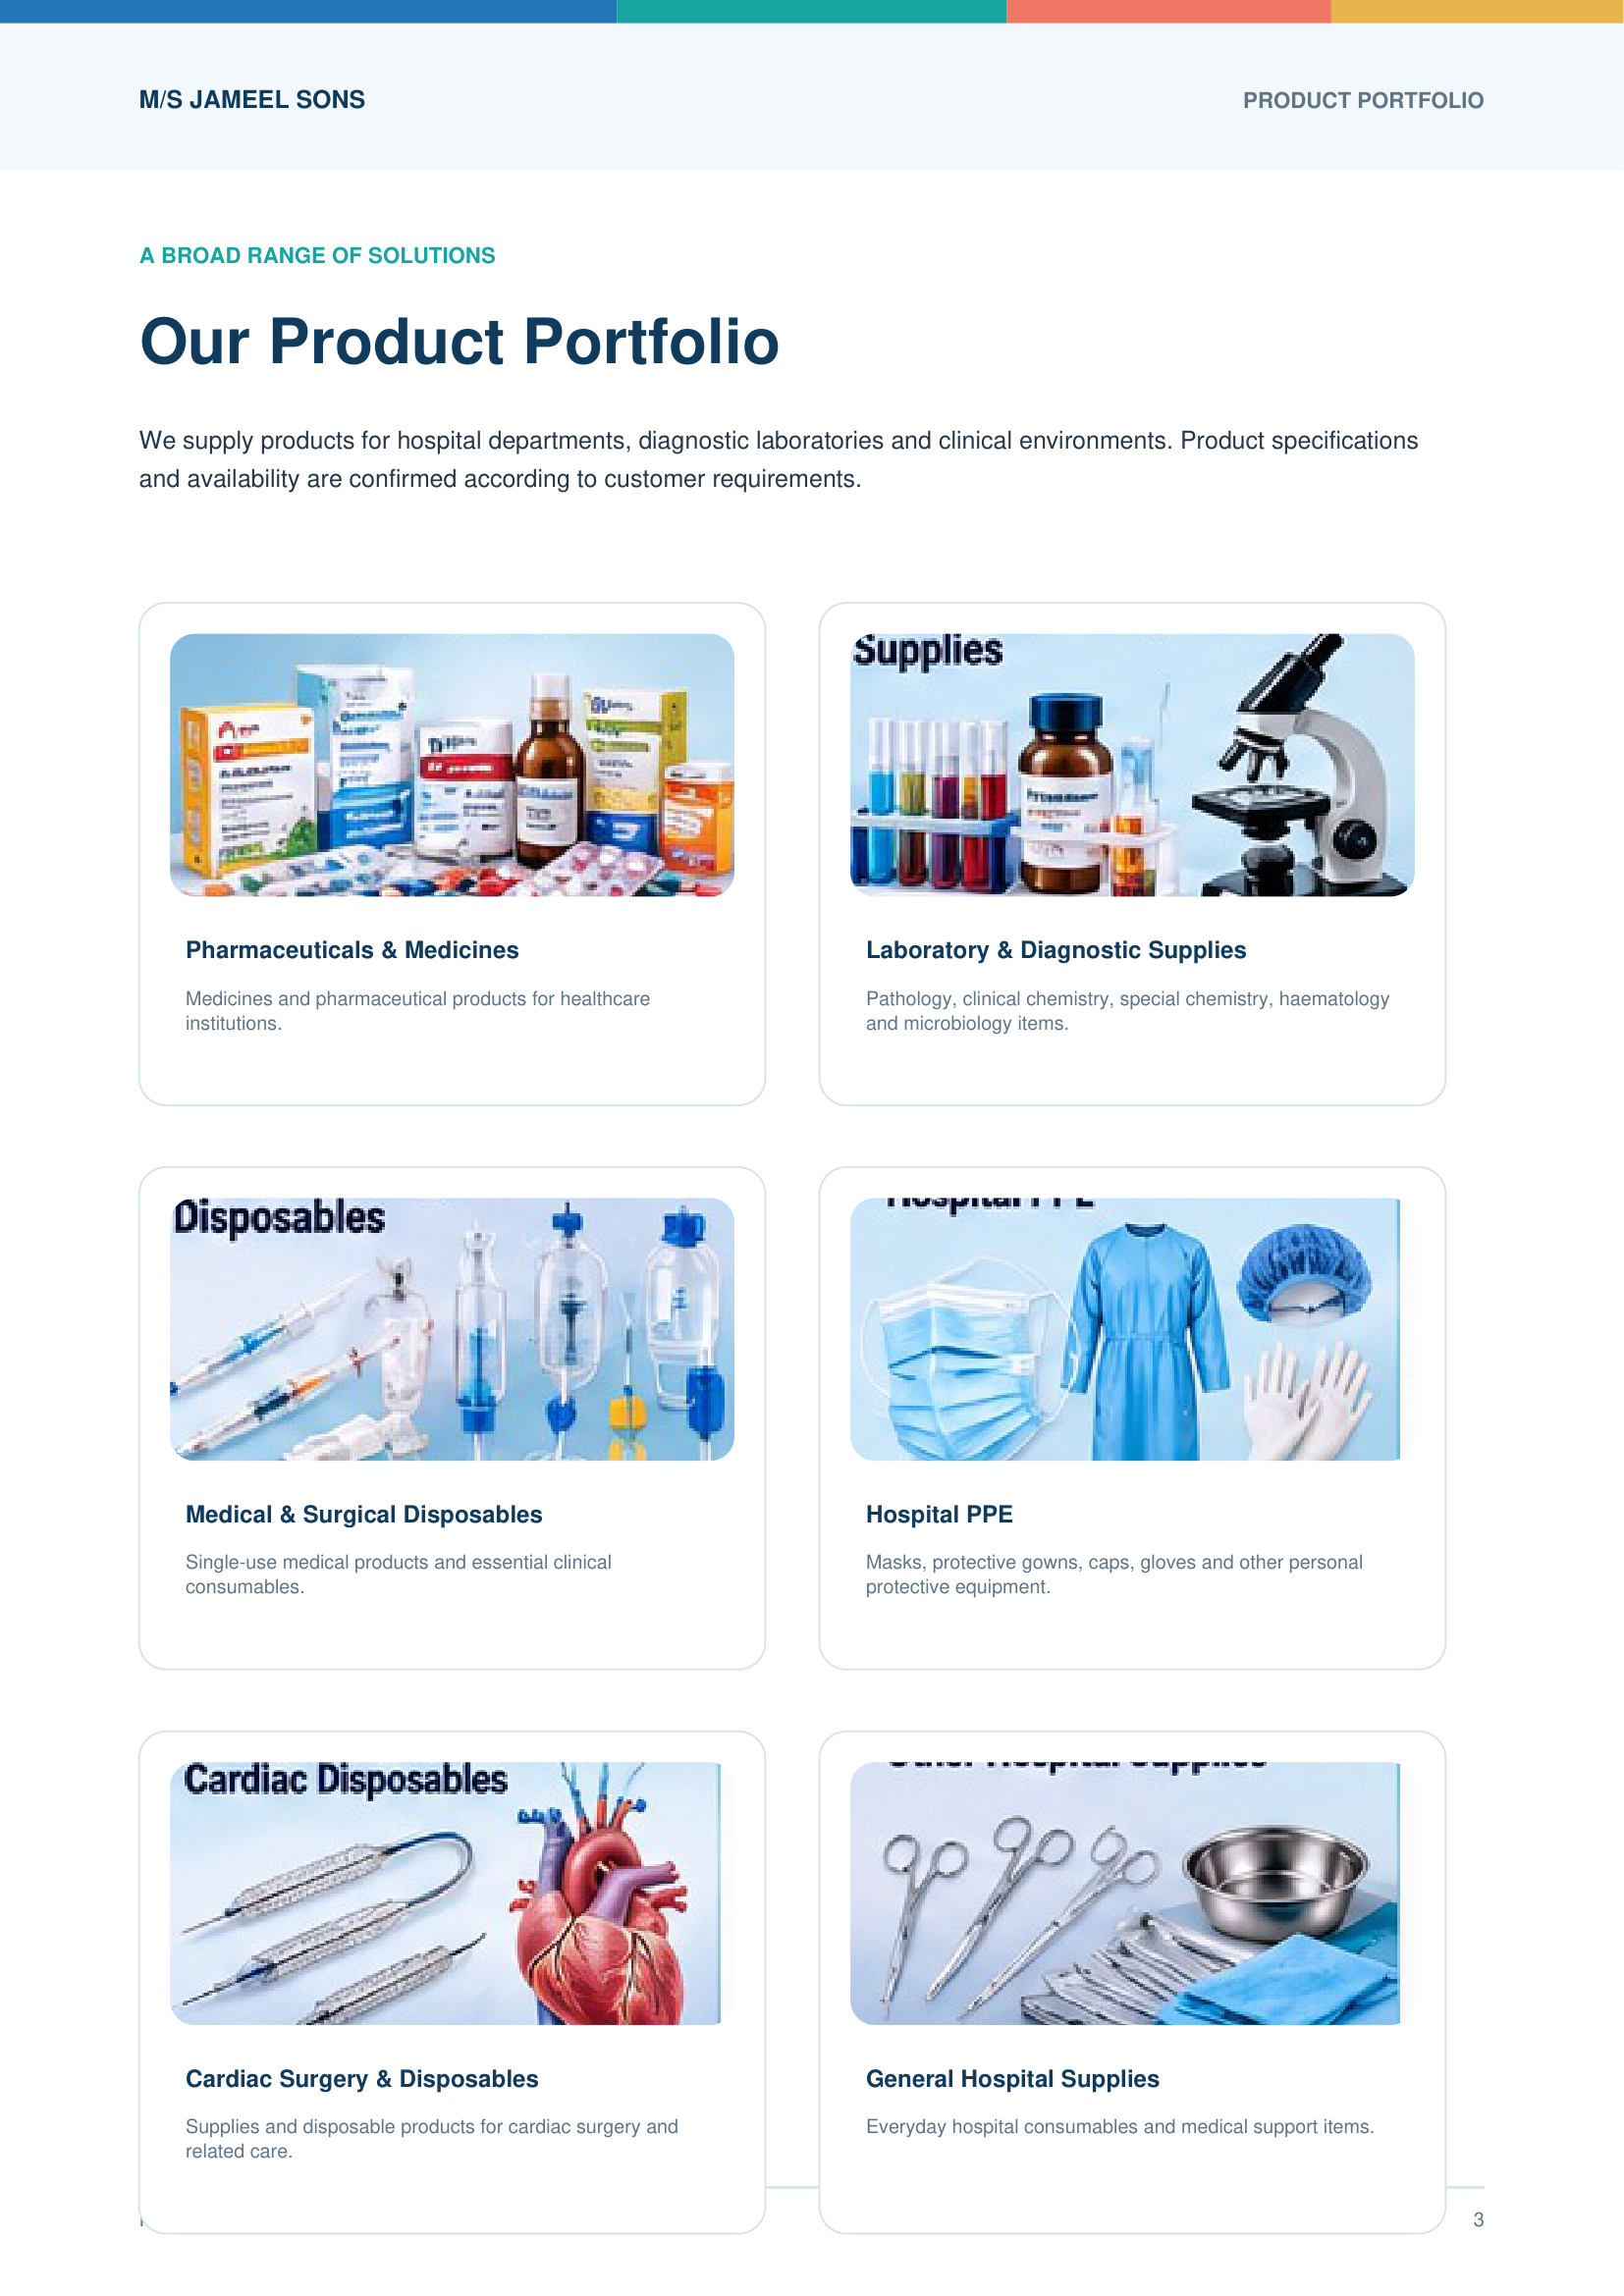 M/S JAMEEL SONS
PRODUCT PORTFOLIO
A BROAD RANGE OF SOLUTIONS
Our Product Portfolio
We supply products for hospital departments, diagnostic laboratories and clinical environments. Product specifications
and availability are confirmed according to customer requirements.
Supplies
Pharmaceuticals & Medicines
Medicines and pharmaceutical products for healthcare
institutions.
Laboratory & Diagnostic Supplies
Pathology, clinical chemistry, special chemistry, haematology
and microbiology items.
Disposables
Hospital PPE
Medical & Surgical Disposables
Single-use medical products and essential clinical
consumables.
Hospital PPE
Masks, protective gowns, caps, gloves and other personal
protective equipment.
Cardiac Disposables
Other Hospital Supplies
Cardiac Surgery & Disposables
Supplies and disposable products for cardiac surgery and
related care.
General Hospital Supplies
Everyday hospital consumables and medical support items.
3